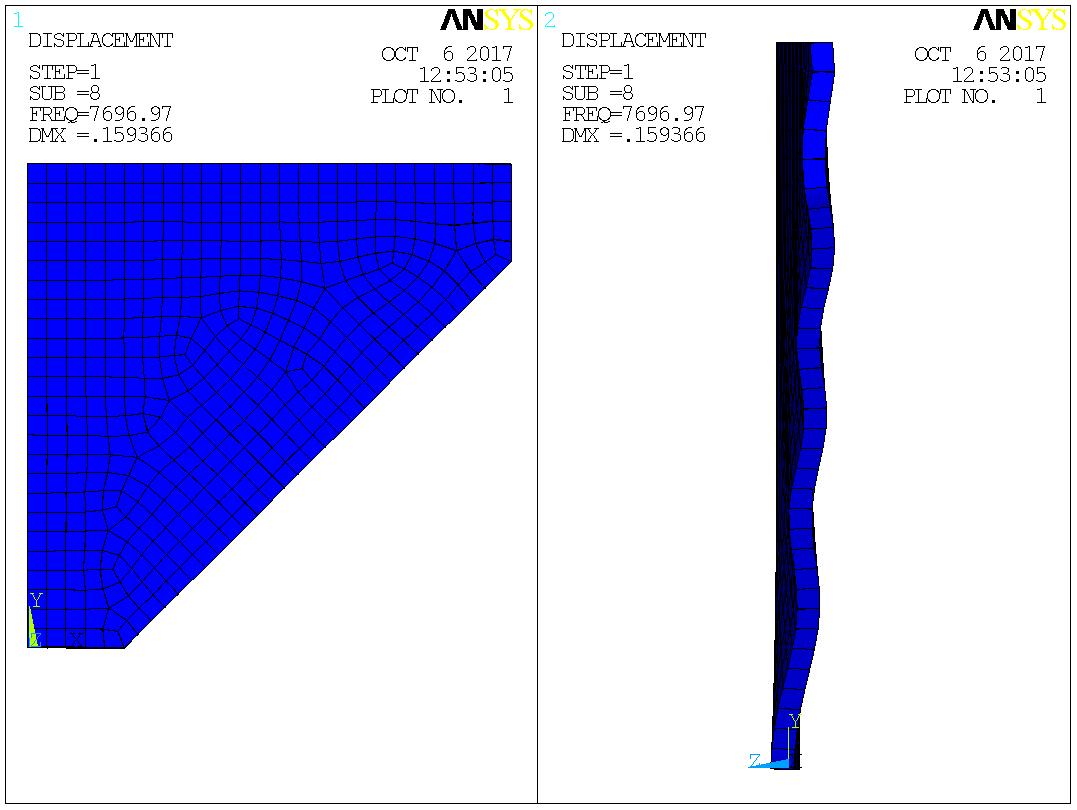 1
ANSYS
DISPLACEMENT
STEP=1
SUB =8
FREQ=7696.97
DMX =.159366
OCT  6 2017
12:53:05
PLOT NO.   1
Y
Z X
2
ANSYS
DISPLACEMENT
STEP=1
SUB =8
FREQ=7696.97
DMX =.159366
OCT  6 2017
12:53:05
PLOT NO.   1
Y
Z